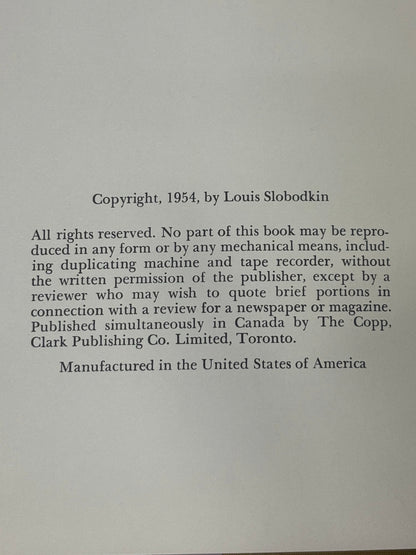 Copyright, 1954, by Louis Slobodkin
All rights reserved. No part of this book may be repro-
duced in any form or by any mechanical means, includ-
ing duplicating machine and tape recorder, without
the written permission of the publisher, except by a
reviewer who may wish to quote brief portions in
connection with a review for a newspaper or magazine.
Published simultaneously in Canada by The Copp,
Clark Publishing Co. Limited, Toronto.
Manufactured in the United States of America